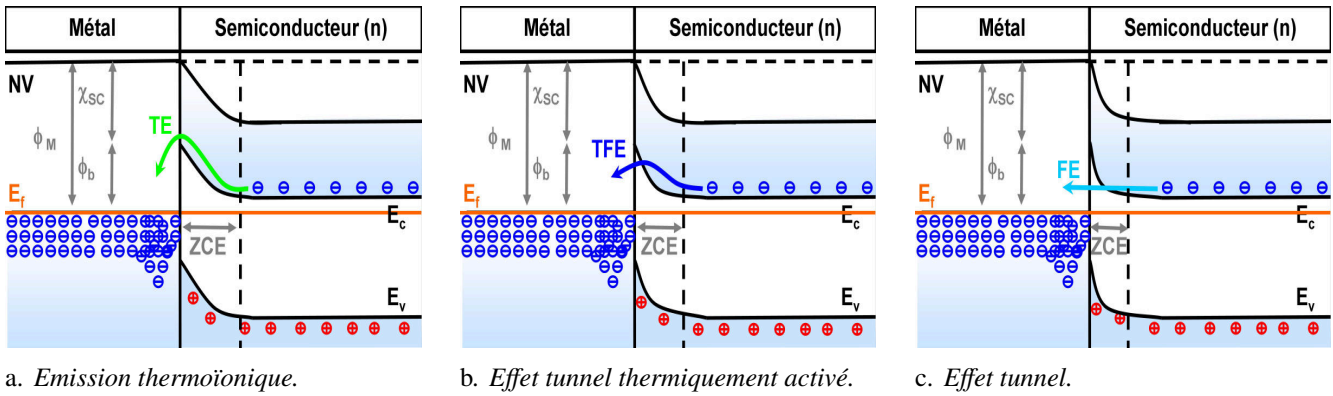 Métal Semiconducteur (n)
NV
χSC
TE
ϕM
ϕb
Ef
Ec
ZCE
Ev
a. Emission thermoïonique.
Métal Semiconducteur (n)
NV
χSC
TFE
ϕM
ϕb
Ef
Ec
ZCE
Ev
b. Effet tunnel thermiquement activé.
Métal Semiconducteur (n)
NV
χSC
ϕM
ϕb
FE
Ef
Ec
ZCE
Ev
c. Effet tunnel.